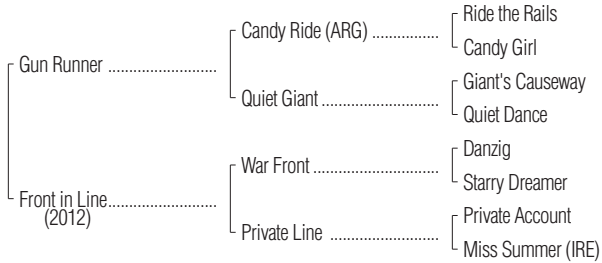 Ride the Rails
Candy Ride (ARG) ................
Candy Girl
Gun Runner ..........................
Giant's Causeway
Quiet Giant .............................
Quiet Dance
Danzig
War Front ...............................
Starry Dreamer
Front in Line..........................
(2012)
Private Account
Private Line ...........................
Miss Summer (IRE)